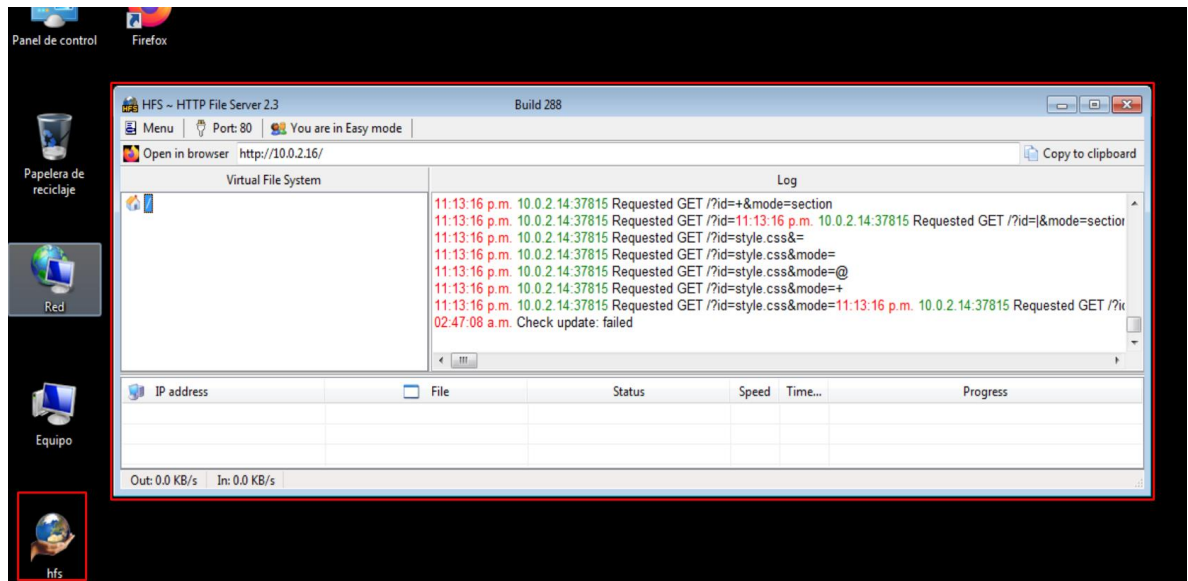 Panel de control
Firefox
HFS ~ HTTP File Server 2.3
Build 288
Menu
Port: 80
You are in Easy mode
Open in browser
http://10.0.2.16/
Copy to clipboard
Papelera de
reciclaje
Virtual File System
Log
/
11:13:16 p.m. 10.0.2.14:37815 Requested GET /?id=+&mode=section
11:13:16 p.m. 10.0.2.14:37815 Requested GET /?id=11:13:16 p.m. 10.0.2.14:37815 Requested GET /?id=|&mode=section
11:13:16 p.m. 10.0.2.14:37815 Requested GET /?id=style.css&=
11:13:16 p.m. 10.0.2.14:37815 Requested GET /?id=style.css&mode=
11:13:16 p.m. 10.0.2.14:37815 Requested GET /?id=style.css&mode=@
11:13:16 p.m. 10.0.2.14:37815 Requested GET /?id=style.css&mode=+
11:13:16 p.m. 10.0.2.14:37815 Requested GET /?id=style.css&mode=11:13:16 p.m. 10.0.2.14:37815 Requested GET /?i
02:47:08 a.m. Check update: failed
Red
IP address
File
Status
Speed
Time...
Progress
Equipo
Out: 0.0 KB/s
In: 0.0 KB/s
HFS
hfs